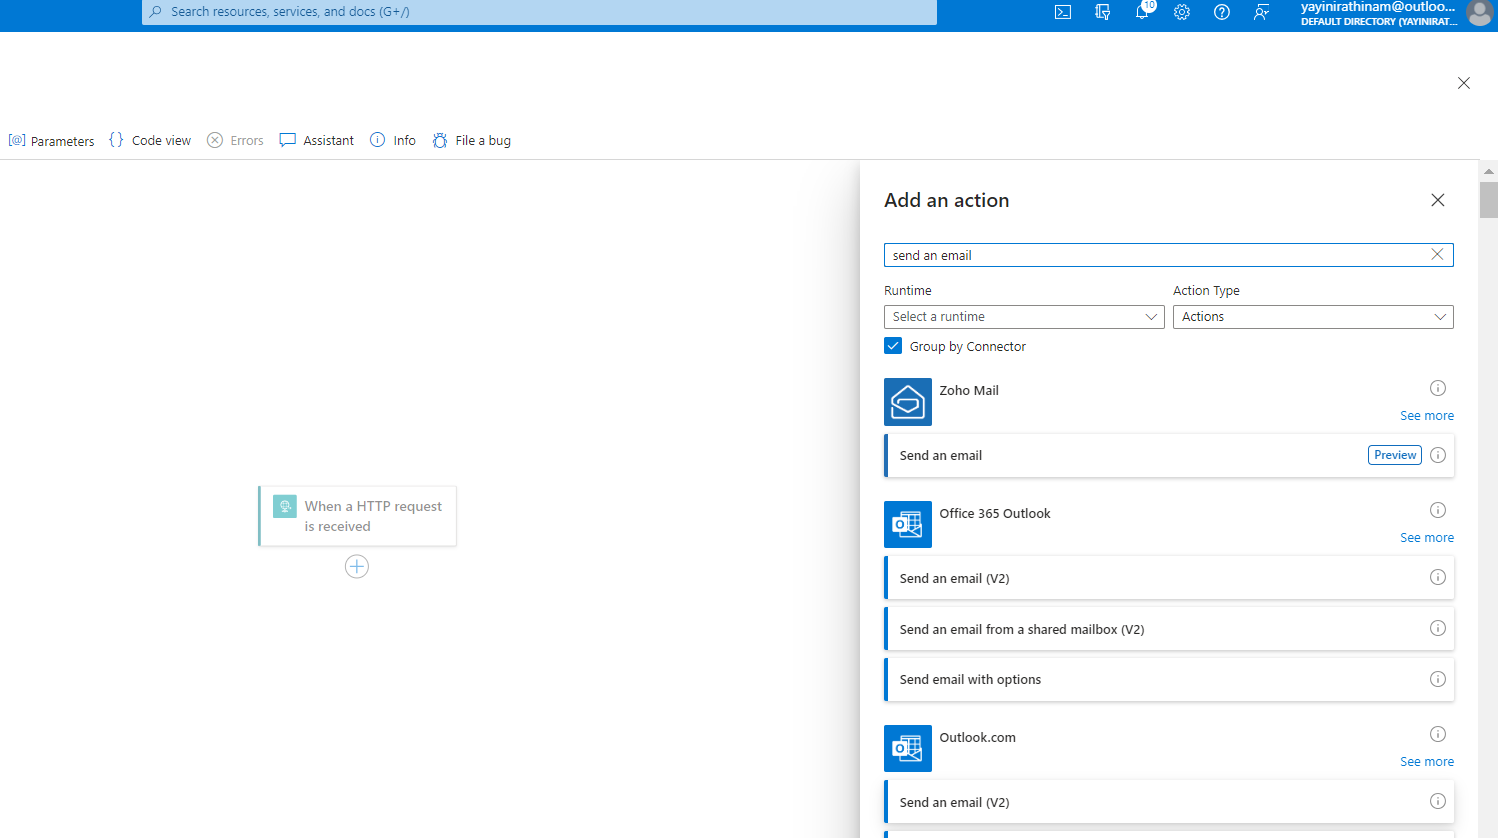 Search resources, services, and docs (G+/)
10
yayinirathinam@outloo...
DEFAULT DIRECTORY (YAYINIRAT...
[@] Parameters
{} Code view
Errors
Assistant
Info
File a bug
When a HTTP request
is received
Add an action
send an email
Runtime
Action Type
Select a runtime
Actions
Group by Connector
Zoho Mail
See more
Send an email
Preview
Office 365 Outlook
See more
Send an email (V2)
Send an email from a shared mailbox (V2)
Send email with options
Outlook.com
See more
Send an email (V2)